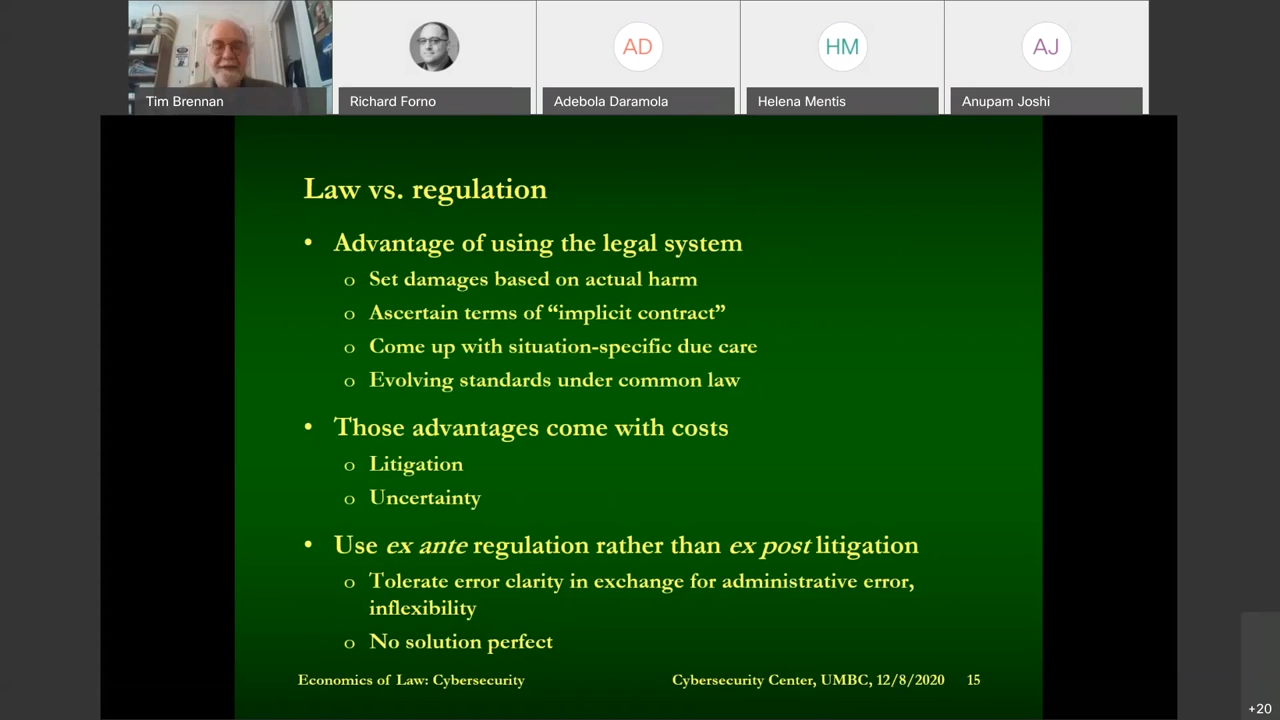 Tim Brennan
Richard Forno
AD
Adebola Daramola
HM
Helena Mentis
AJ
Anupam Joshi
Law vs. regulation
• Advantage of using the legal system
o Set damages based on actual harm
o Ascertain terms of “implicit contract”
o Come up with situation-specific due care
o Evolving standards under common law
• Those advantages come with costs
o Litigation
o Uncertainty
• Use ex ante regulation rather than ex post litigation
o Tolerate error clarity in exchange for administrative error,
inflexibility
o No solution perfect
Economics of Law: Cybersecurity
Cybersecurity Center, UMBC, 12/8/2020 15
+20